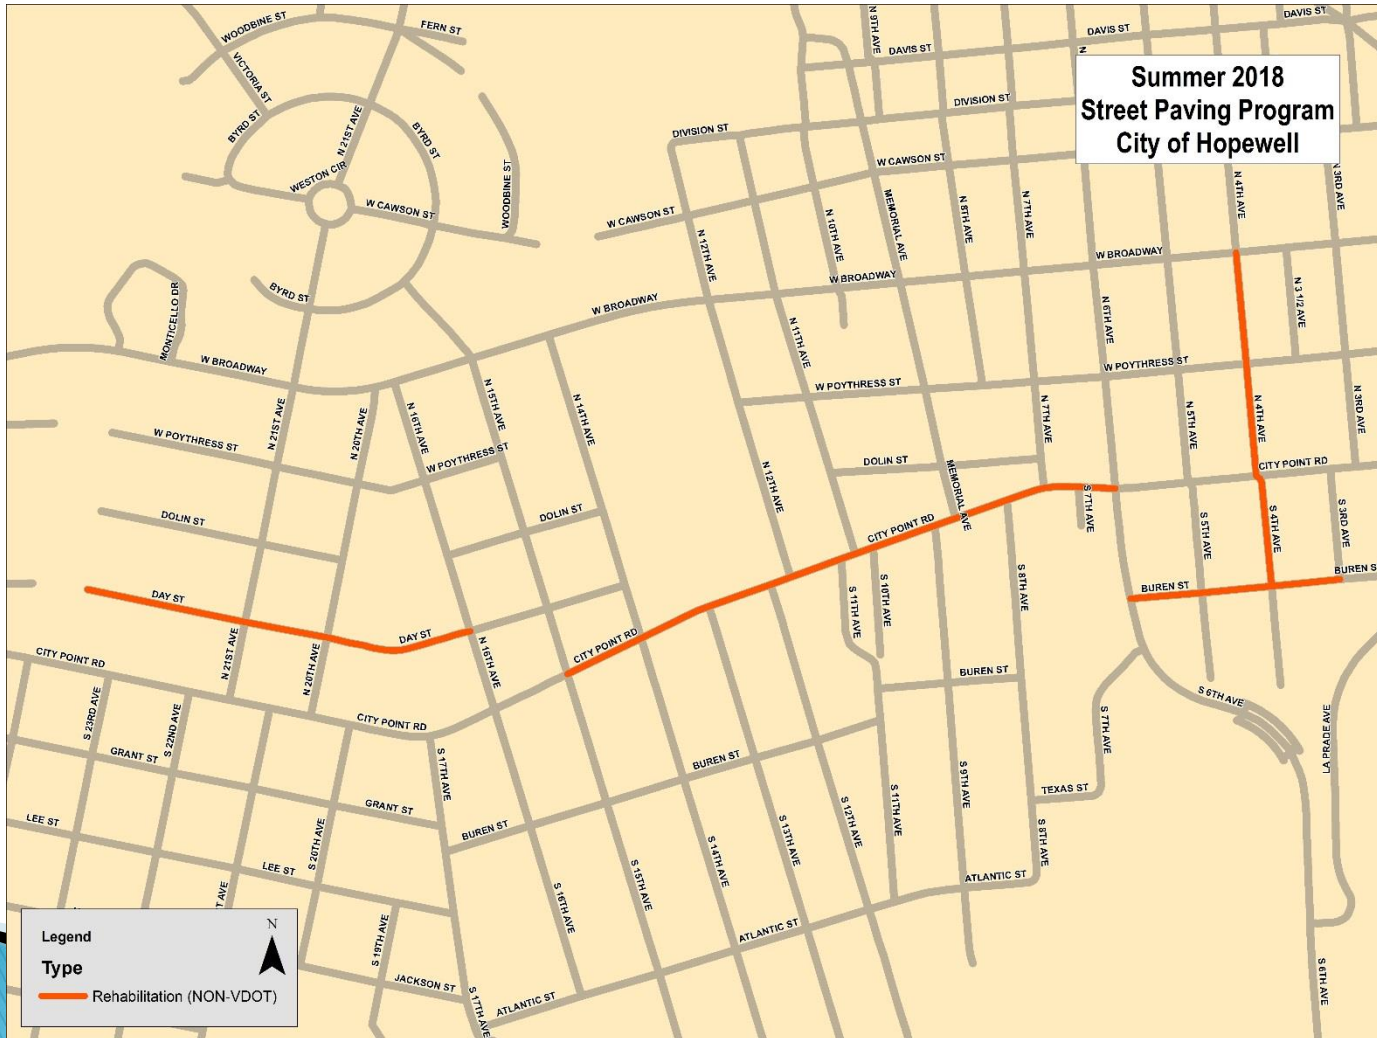 WOODBINE ST
FERN ST
N 9TH AVE
DAVIS ST
DAVIS ST
DAVIS ST
VICTORIA ST
Summer 2018
Street Paving Program
City of Hopewell
N 21ST AVE
BYRD ST
BYRD ST
DIVISION ST
DIVISION ST
W CAWSON ST
WESTON CIR
WOODBINE ST
W CAWSON ST
W CAWSON ST
N 12TH AVE
N 10TH AVE
MEMORIAL AVE
N 8TH AVE
N 7TH AVE
N 4TH AVE
N 3RD AVE
BYRD ST
MONTICELLO DR
W BROADWAY
W BROADWAY
W BROADWAY
W BROADWAY
N 11TH AVE
N 6TH AVE
N 3 1/2 AVE
N 21ST AVE
N 20TH AVE
N 16TH AVE
N 15TH AVE
N 14TH AVE
W POYTHRESS ST
W POYTHRESS ST
W POYTHRESS ST
W POYTHRESS ST
N 7TH AVE
N 5TH AVE
N 4TH AVE
N 3RD AVE
DOLIN ST
DOLIN ST
DOLIN ST
N 12TH AVE
MEMORIAL AVE
CITY POINT RD
CITY POINT RD
S 7TH AVE
S 5TH AVE
S 4TH AVE
S 3RD AVE
DAY ST
DAY ST
N 21ST AVE
N 20TH AVE
N 16TH AVE
CITY POINT RD
S 11TH AVE
S 10TH AVE
S 8TH AVE
BUREN ST
BUREN S
CITY POINT RD
CITY POINT RD
S 23RD AVE
S 22ND AVE
BUREN ST
S 7TH AVE
S 6TH AVE
LA PRADE AVE
GRANT ST
GRANT ST
S 17TH AVE
BUREN ST
BUREN ST
S 9TH AVE
TEXAS ST
LEE ST
LEE ST
S 20TH AVE
S 16TH AVE
S 15TH AVE
S 14TH AVE
S 13TH AVE
S 12TH AVE
S 11TH AVE
S 8TH AVE
ATLANTIC ST
ATLANTIC ST
ATLANTIC ST
T AVE
S 19TH AVE
JACKSON ST
S 17TH AVE
S 6TH AVE
Legend
N
Type
Rehabilitation (NON-VDOT)